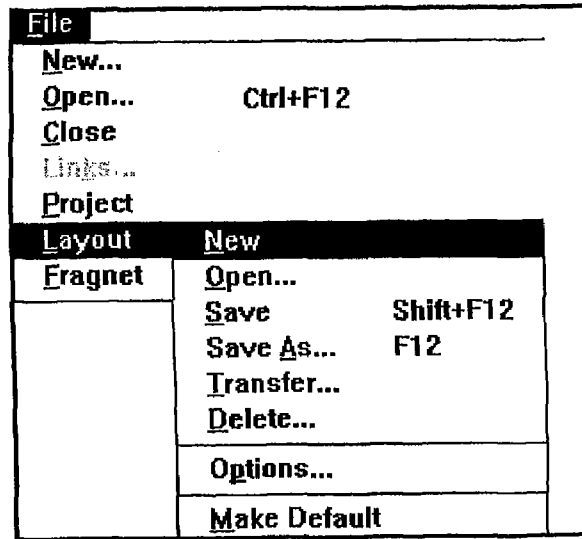 File
New...
Open... Ctrl+F12
Close
Links...
Project
Layout New
Fragnet Open...
Save Shift+F12
Save As... F12
Transfer...
Delete...
Options...
Make Default